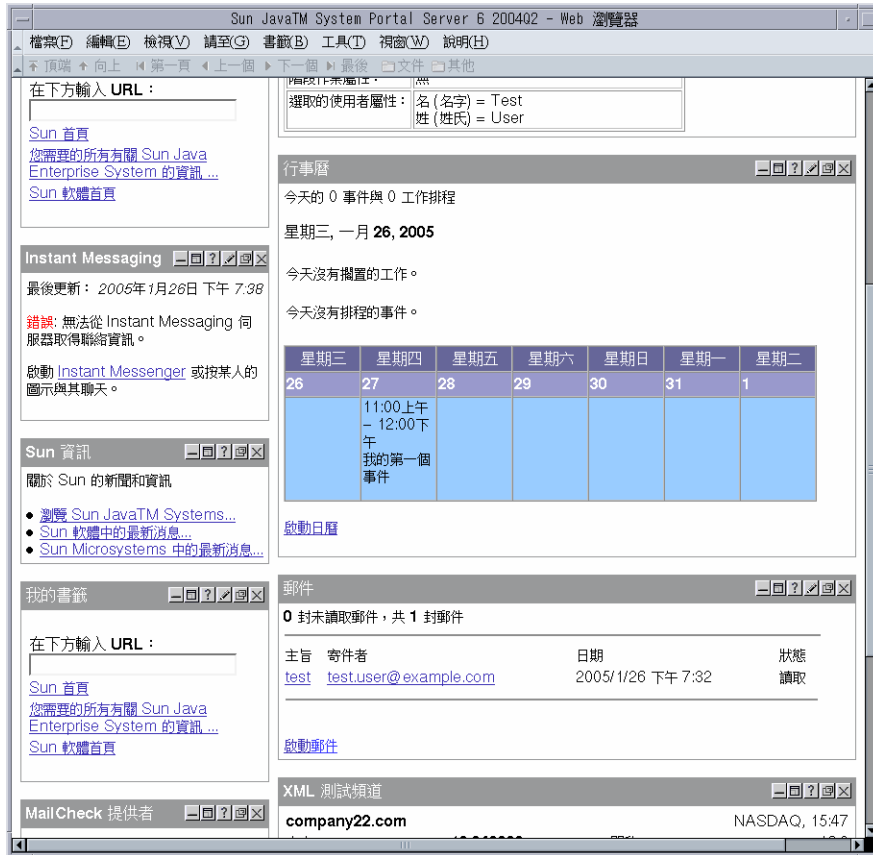 Sun JavaTM System Portal Server 6 2004Q2 - Web 瀏覽器
檔案(F) 編輯(E) 檢視(V) 請至(G) 書籤(B) 工具(T) 視窗(W) 說明(H)
頂端 向上 第一頁 上一個 下一個 最後 文件 其他
在下方輸入 URL：
Sun 首頁
您需要的所有有關 Sun Java
Enterprise System 的資訊 ...
Sun 軟體首頁
Instant Messaging
最後更新： 2005年1月26日 下午 7:38
錯誤: 無法從 Instant Messaging 伺
服器取得聯絡資訊。
啟動 Instant Messenger 或按某人的
圖示與其聊天。
Sun 資訊
關於 Sun 的新聞和資訊
瀏覽 Sun JavaTM Systems...
Sun 軟體中的最新消息...
Sun Microsystems 中的最新消息...
我的書籤
在下方輸入 URL：
Sun 首頁
您需要的所有有關 Sun Java
Enterprise System 的資訊 ...
Sun 軟體首頁
MailCheck 提供者
選取的使用者屬性： 名 (名字) = Test
姓 (姓氏) = User
行事曆
今天的 0 事件與 0 工作排程
星期三, 一月 26, 2005
今天沒有擱置的工作。
今天沒有排程的事件。
星期三 星期四 星期五 星期六 星期日 星期一 星期二
26 27 28 29 30 31 1
11:00上午
– 12:00下
午
我的第一個
事件
啟動日曆
郵件
0 封未讀取郵件，共 1 封郵件
主旨 寄件者 日期 狀態
test test.user@example.com 2005/1/26 下午 7:32 讀取
啟動郵件
XML 測試頻道
company22.com NASDAQ, 15:47